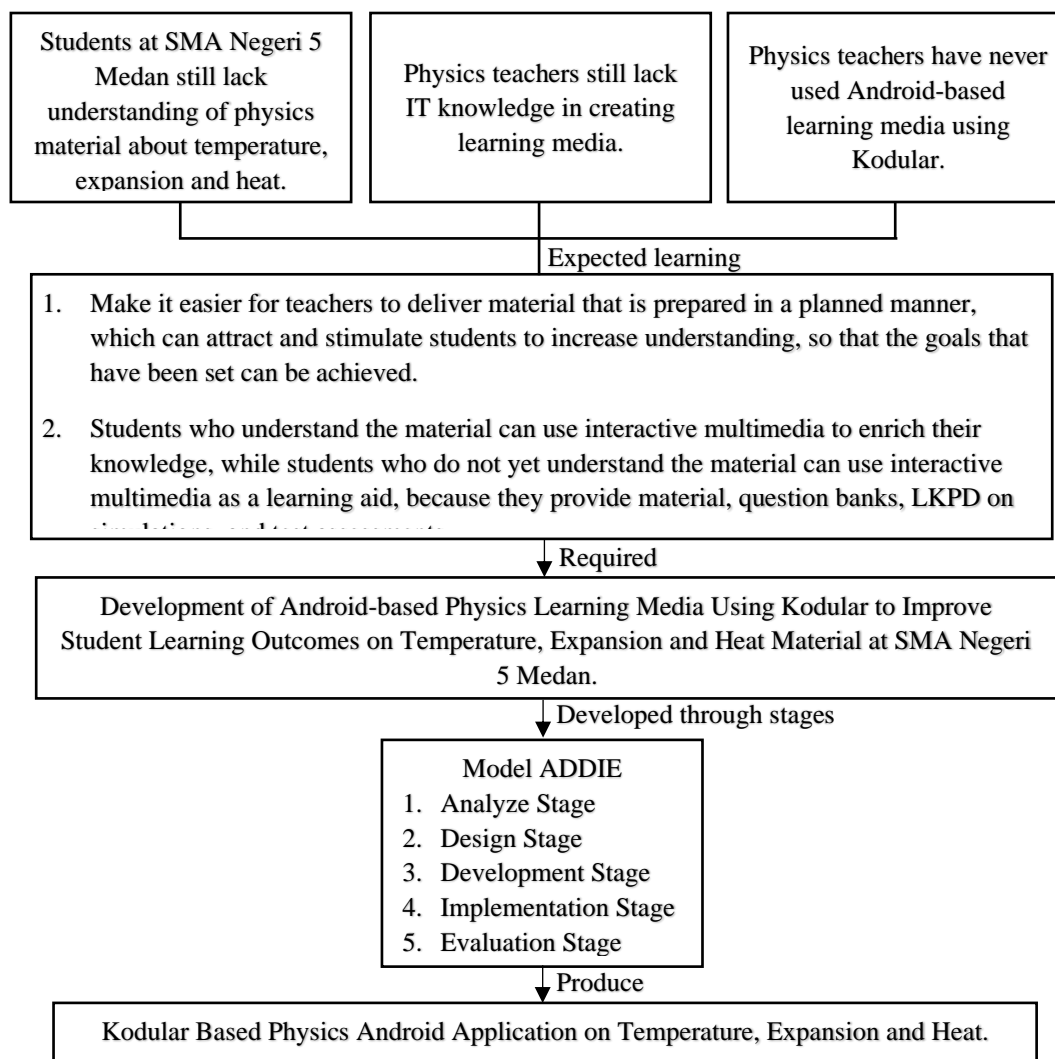 Students at SMA Negeri 5
Medan still lack
understanding of physics
material about temperature,
expansion and heat.
Physics teachers still lack
IT knowledge in creating
learning media.
Physics teachers have never
used Android-based
learning media using
Kodular.
Expected learning
1. Make it easier for teachers to deliver material that is prepared in a planned manner,
which can attract and stimulate students to increase understanding, so that the goals that
have been set can be achieved.
2. Students who understand the material can use interactive multimedia to enrich their
knowledge, while students who do not yet understand the material can use interactive
multimedia as a learning aid, because they provide material, question banks, LKPD on
Required
Development of Android-based Physics Learning Media Using Kodular to Improve
Student Learning Outcomes on Temperature, Expansion and Heat Material at SMA Negeri
5 Medan.
Developed through stages
Model ADDIE
1. Analyze Stage
2. Design Stage
3. Development Stage
4. Implementation Stage
5. Evaluation Stage
Produce
Kodular Based Physics Android Application on Temperature, Expansion and Heat.